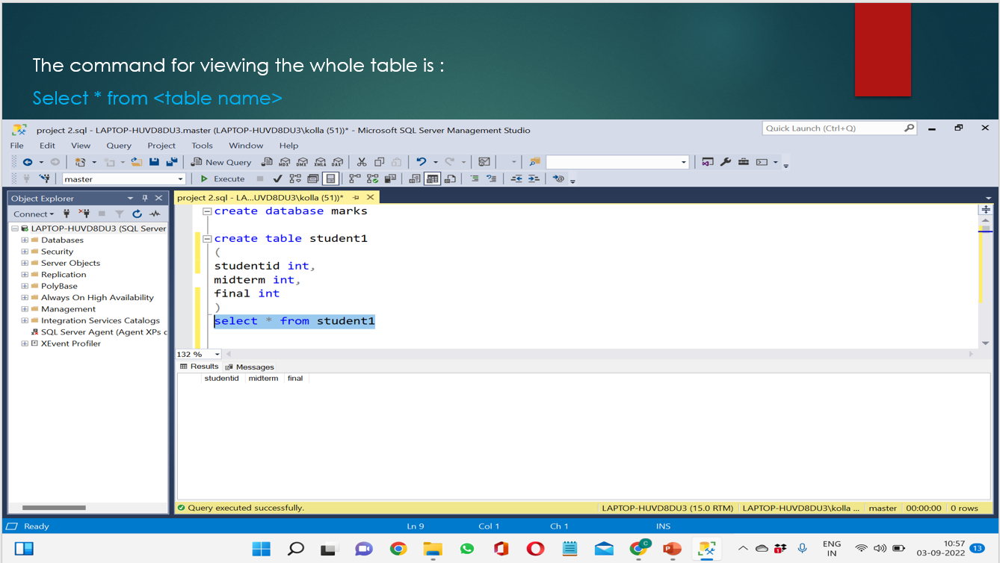 The command for viewing the whole table is :
Select * from <table name>
project 2.sql - LAPTOP-HUVD8DU3.master (LAPTOP-HUVD8DU3\kolla (51))* - Microsoft SQL Server Management Studio
Quick Launch (Ctrl+Q)
File Edit View Query Project Tools Window Help
New Query
MDX DMX XMLA DAX
master Execute
Object Explorer
project 2.sql - LA...UVD8DU3\kolla (51))*
Connect
LAPTOP-HUVD8DU3 (SQL Server
Databases
Security
Server Objects
Replication
PolyBase
Always On High Availability
Management
Integration Services Catalogs
SQL Server Agent (Agent XPs c
XEvent Profiler
create database marks
create table student1
(
studentid int,
midterm int,
final int
)
select * from student1
132 %
Results Messages
studentid midterm final
Query executed successfully. LAPTOP-HUVD8DU3 (15.0 RTM) LAPTOP-HUVD8DU3\kolla ... master 00:00:00 0 rows
Ready Ln 9 Col 1 Ch 1 INS
ENG
IN
10:57
03-09-2022
13